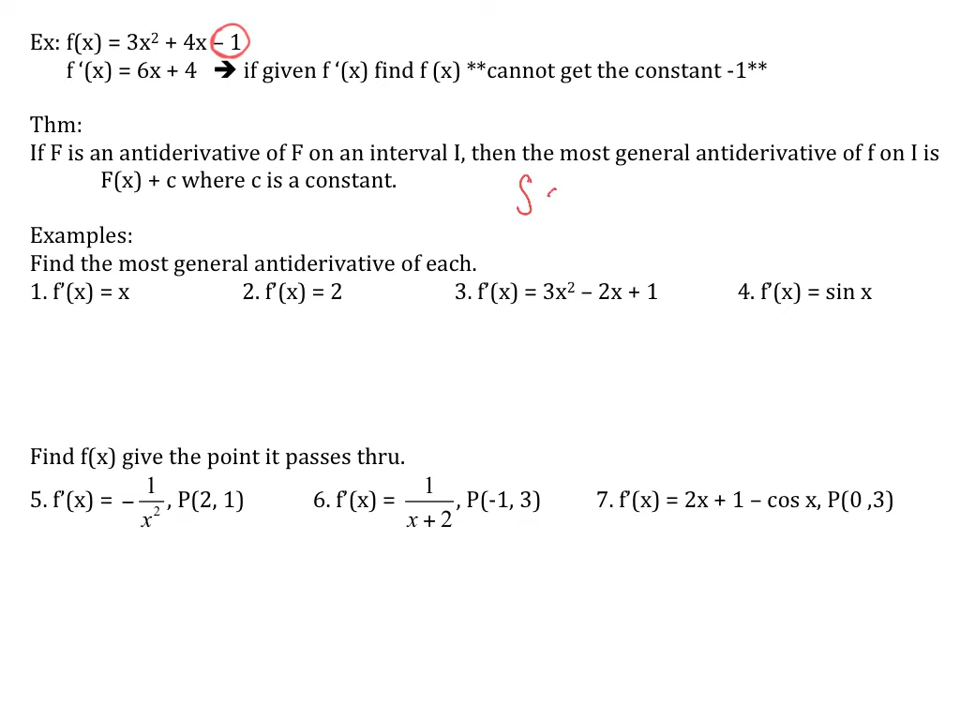 Ex: f(x) = 3x² + 4x – 1
f ‘(x) = 6x + 4 ➔ if given f ‘(x) find f (x) **cannot get the constant -1**
Thm:
If F is an antiderivative of F on an interval I, then the most general antiderivative of f on I is
F(x) + c where c is a constant.
∫
Examples:
Find the most general antiderivative of each.
1. f’(x) = x 2. f’(x) = 2 3. f’(x) = 3x² – 2x + 1 4. f’(x) = sin x
Find f(x) give the point it passes thru.
5. f’(x) = – 1/x², P(2, 1) 6. f’(x) = 1/(x + 2), P(-1, 3) 7. f’(x) = 2x + 1 – cos x, P(0 ,3)